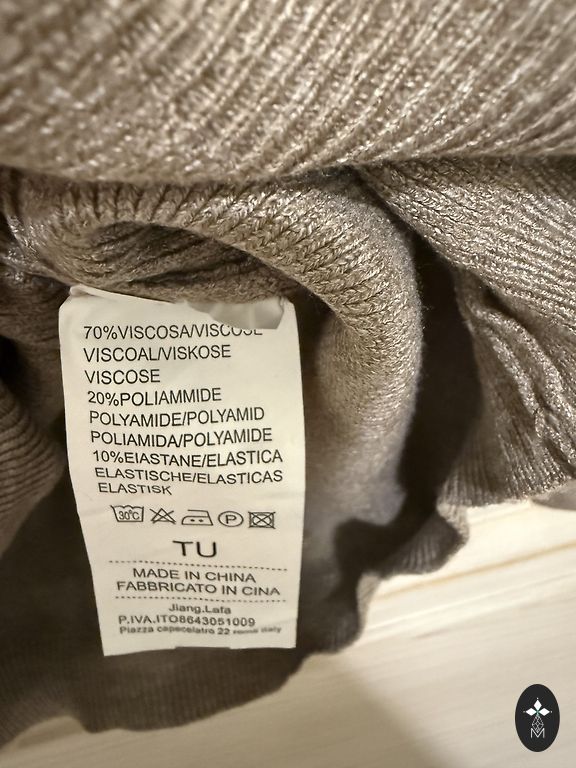 70%VISCOSA/VISCOSE
VISCOAL/VISKOSE
VISCOSE
20%POLIAMMIDE
POLYAMIDE/POLYAMID
POLIAMIDA/POLYAMIDE
10%EIASTANE/ELASTICA
ELASTISCHE/ELASTICAS
ELASTISK
30°C P
TU
MADE IN CHINA
FABBRICATO IN CINA
Jiang.Lafa
P.IVA.ITO8643051009
Piazza capecelatro 22 roma italy
M